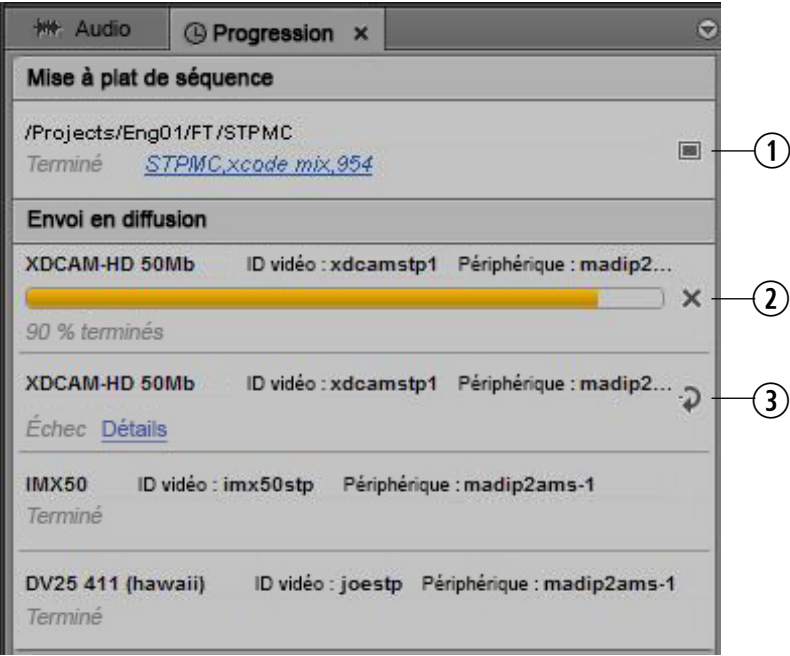 Audio
Progression
Mise à plat de séquence
/Projects/Eng01/FT/STPMC
Terminé STPMC,xcode mix,954
1
Envoi en diffusion
XDCAM-HD 50Mb ID vidéo : xdcamstp1 Périphérique : madip2...
2
90 % terminés
XDCAM-HD 50Mb ID vidéo : xdcamstp1 Périphérique : madip2...
3
Échec Détails
IMX50 ID vidéo : imx50stp Périphérique : madip2ams-1
Terminé
DV25 411 (hawaii) ID vidéo : joestp Périphérique : madip2ams-1
Terminé